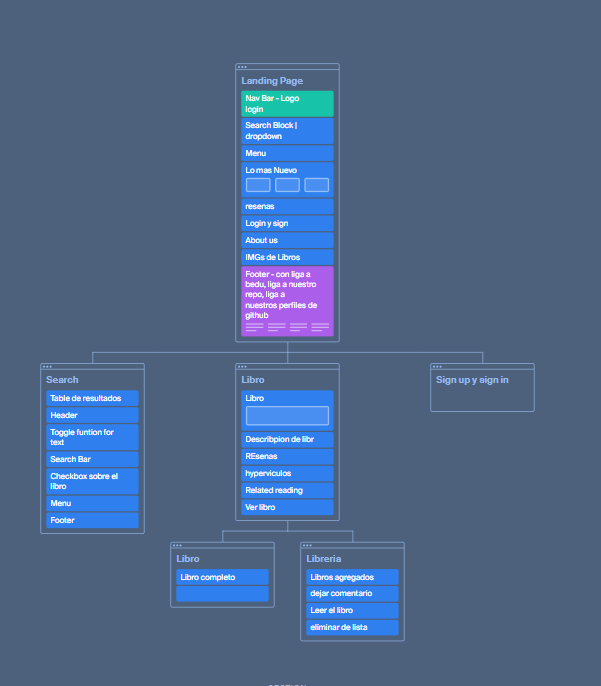 Landing Page
Nav Bar - Logo
login
Search Block |
dropdown
Menu
Lo mas Nuevo
resenas
Login y sign
About us
IMGs de Libros
Footer - con liga a
bedu, liga a nuestro
repo, liga a
nuestros perfiles de
github
Search
Table de resultados
Header
Toggle funtion for
text
Search Bar
Checkbox sobre el
libro
Menu
Footer
Libro
Libro
Describpion de libr
REsenas
hyperviculos
Related reading
Ver libro
Sign up y sign in
Libro
Libro completo
Libreria
Libros agregados
dejar comentario
Leer el libro
eliminar de lista